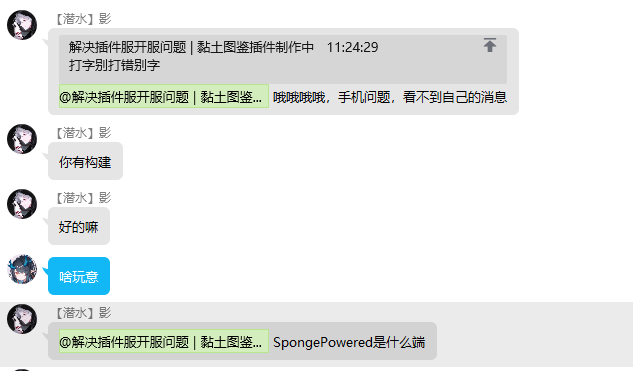 【潜水】影
解决插件服开服问题 | 黏土图鉴插件制作中 11:24:29
打字别打错别字
@解决插件服开服问题 | 黏土图鉴... 哦哦哦哦，手机问题，看不到自己的消息
【潜水】影
你有构建
【潜水】影
好的嘛
啥玩意
【潜水】影
@解决插件服开服问题 | 黏土图鉴... SpongePowered是什么端